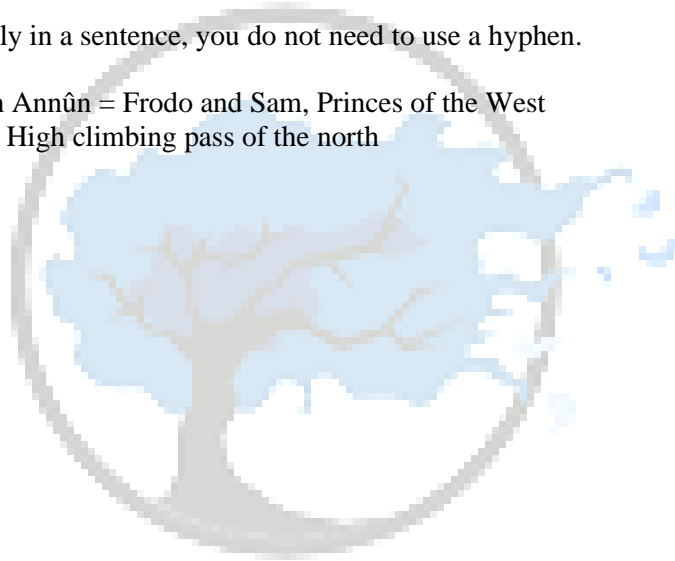 ly in a sentence, you do not need to use a hyphen.
Annûn = Frodo and Sam, Princes of the West
High climbing pass of the north